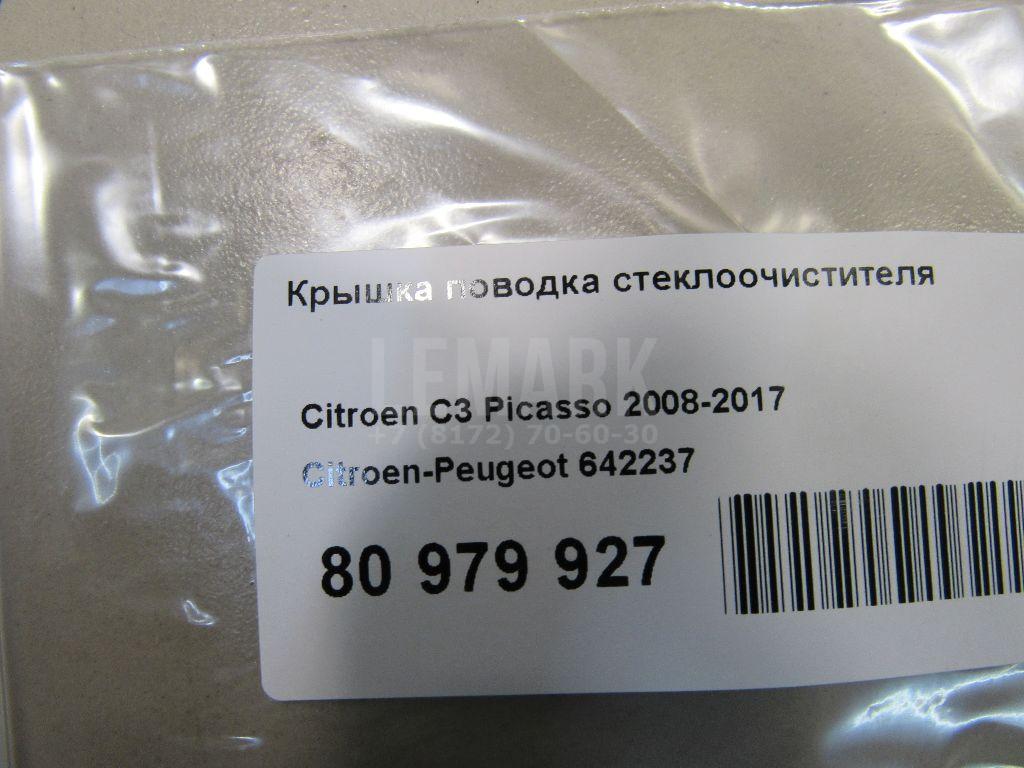 Крышка поводка стеклоочистителя
LEMARK
Citroen C3 Picasso 2008-2017
+7 (8172) 70-60-30
Citroen-Peugeot 642237
80 979 927